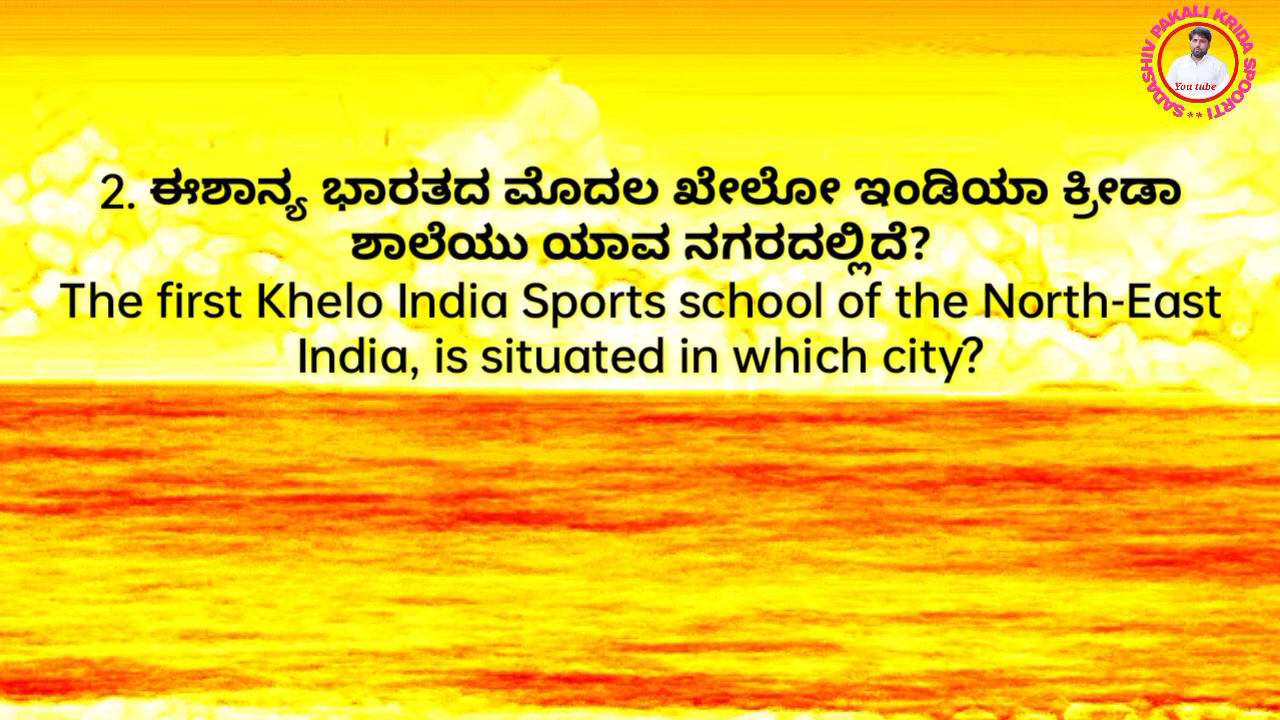 SADASHIV PAKALI KRIDA SPOORTI **
You tube
2. ಈಶಾನ್ಯ ಭಾರತದ ಮೊದಲ ಖೇಲೋ ಇಂಡಿಯಾ ಕ್ರೀಡಾ
ಶಾಲೆಯು ಯಾವ ನಗರದಲ್ಲಿದೆ?
The first Khelo India Sports school of the North-East
India, is situated in which city?